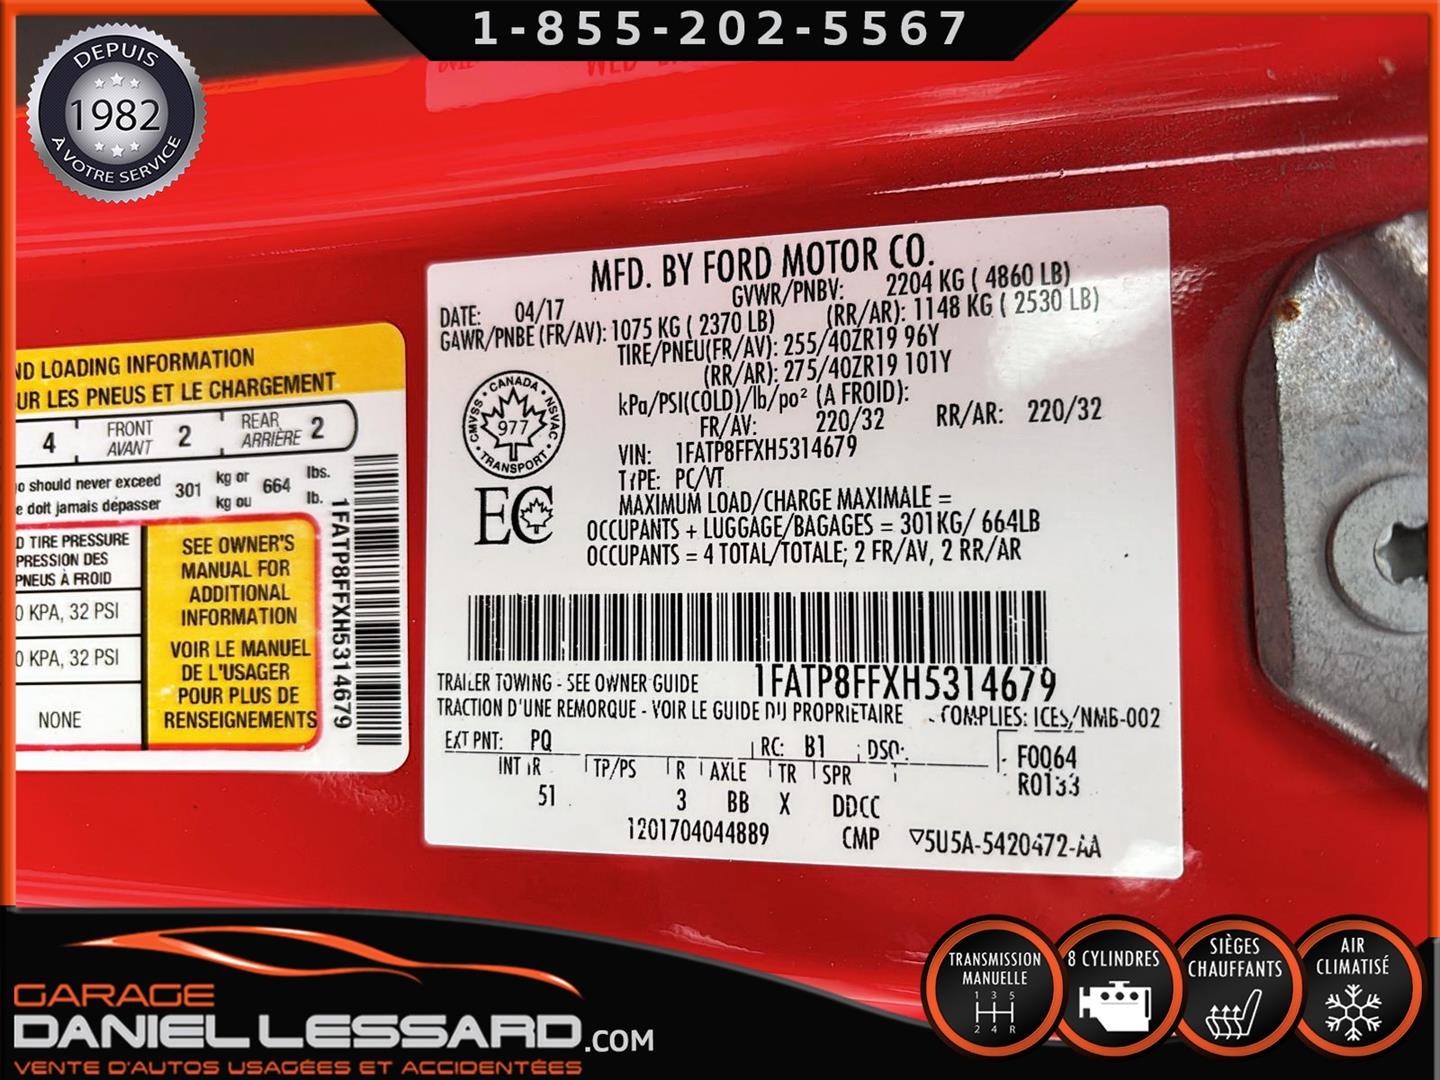 1-855-202-5567
DEPUIS
1982
À VOTRE SERVICE
MFD. BY FORD MOTOR CO.
DATE: 04/17
GVWR/PNBV: 2204 KG ( 4860 LB)
GAWR/PNBE (FR/AV): 1075 KG ( 2370 LB) (RR/AR): 1148 KG ( 2530 LB)
TIRE/PNEU(FR/AV): 255/40ZR19 96Y
(RR/AR): 275/40ZR19 101Y
kPa/PSI(COLD)/lb/po² (A FROID):
FR/AV: 220/32 RR/AR: 220/32
VIN: 1FATP8FFXH5314679
TYPE: PC/VT
MAXIMUM LOAD/CHARGE MAXIMALE =
OCCUPANTS + LUGGAGE/BAGAGES = 301KG/ 664LB
OCCUPANTS = 4 TOTAL/TOTALE; 2 FR/AV, 2 RR/AR
CANADA
CMVSS 977 NSVAC
TRANSPORT
EC
1FATP8FFXH5314679
TRAILER TOWING - SEE OWNER GUIDE
TRACTION D'UNE REMORQUE - VOIR LE GUIDE DU PROPRIETAIRE
COMPLIES: ICES/NMB-002
EXT PNT: PQ RC: B1 DSO:
F0064
R0133
TP/PS R AXLE TR SPR
51 3 BB X DDCC
1201704044889 CMP ▽5U5A-5420472-AA
ND LOADING INFORMATION
UR LES PNEUS ET LE CHARGEMENT
4 FRONT AVANT 2 REAR ARRIÈRE 2
o should never exceed 301 kg or 664 lbs.
e doit jamais dépasser kg ou lb.
D TIRE PRESSURE
PRESSION DES
PNEUS À FROID
0 KPA, 32 PSI
0 KPA, 32 PSI
NONE
SEE OWNER'S
MANUAL FOR
ADDITIONAL
INFORMATION
VOIR LE MANUEL
DE L'USAGER
POUR PLUS DE
RENSEIGNEMENTS
1FATP8FFXH5314679
GARAGE
DANIEL LESSARD.COM
VENTE D'AUTOS USAGÉES ET ACCIDENTÉES
TRANSMISSION
MANUELLE
1 3 5
2 4 R
8 CYLINDRES
SIÈGES
CHAUFFANTS
AIR
CLIMATISÉ